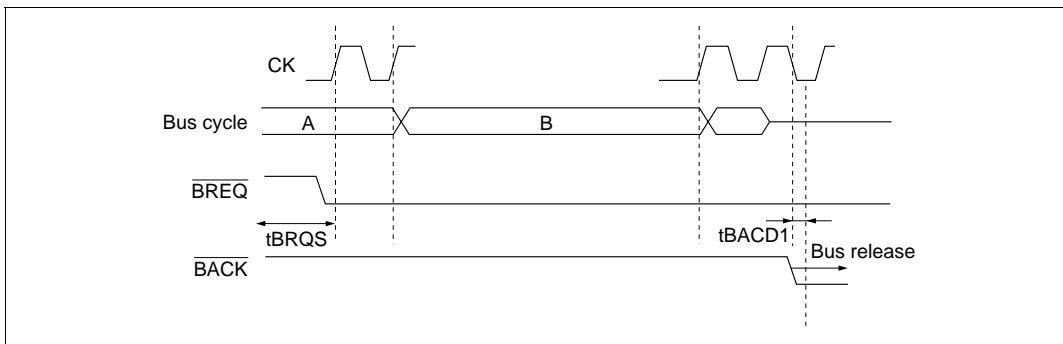 CK
Bus cycle
A
B
BREQ
tBRQS
tBACD1
Bus release
BACK